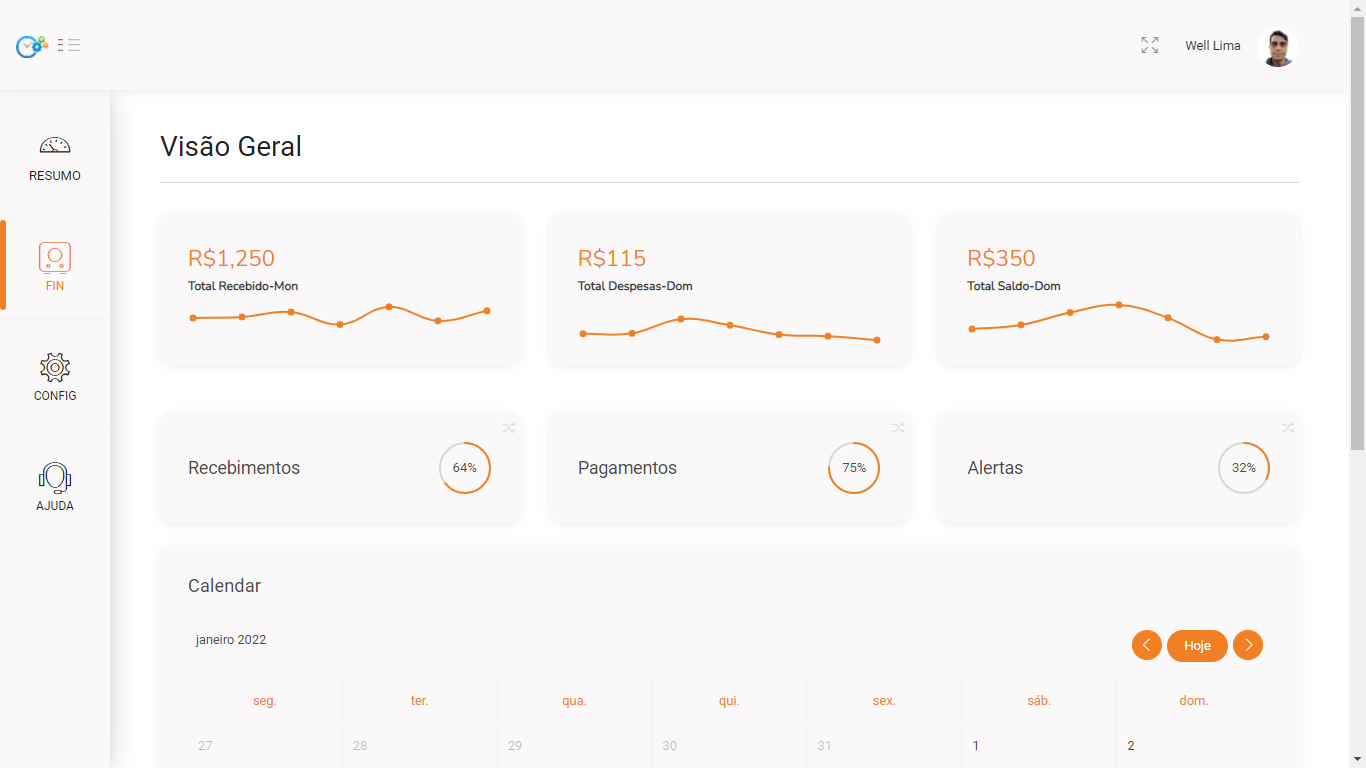 Well Lima
RESUMO
FIN
CONFIG
AJUDA
Visão Geral
R$1,250
Total Recebido-Mon
R$115
Total Despesas-Dom
R$350
Total Saldo-Dom
Recebimentos
64%
Pagamentos
75%
Alertas
32%
Calendar
janeiro 2022
Hoje
seg. ter. qua. qui. sex. sáb. dom.
27 28 29 30 31 1 2